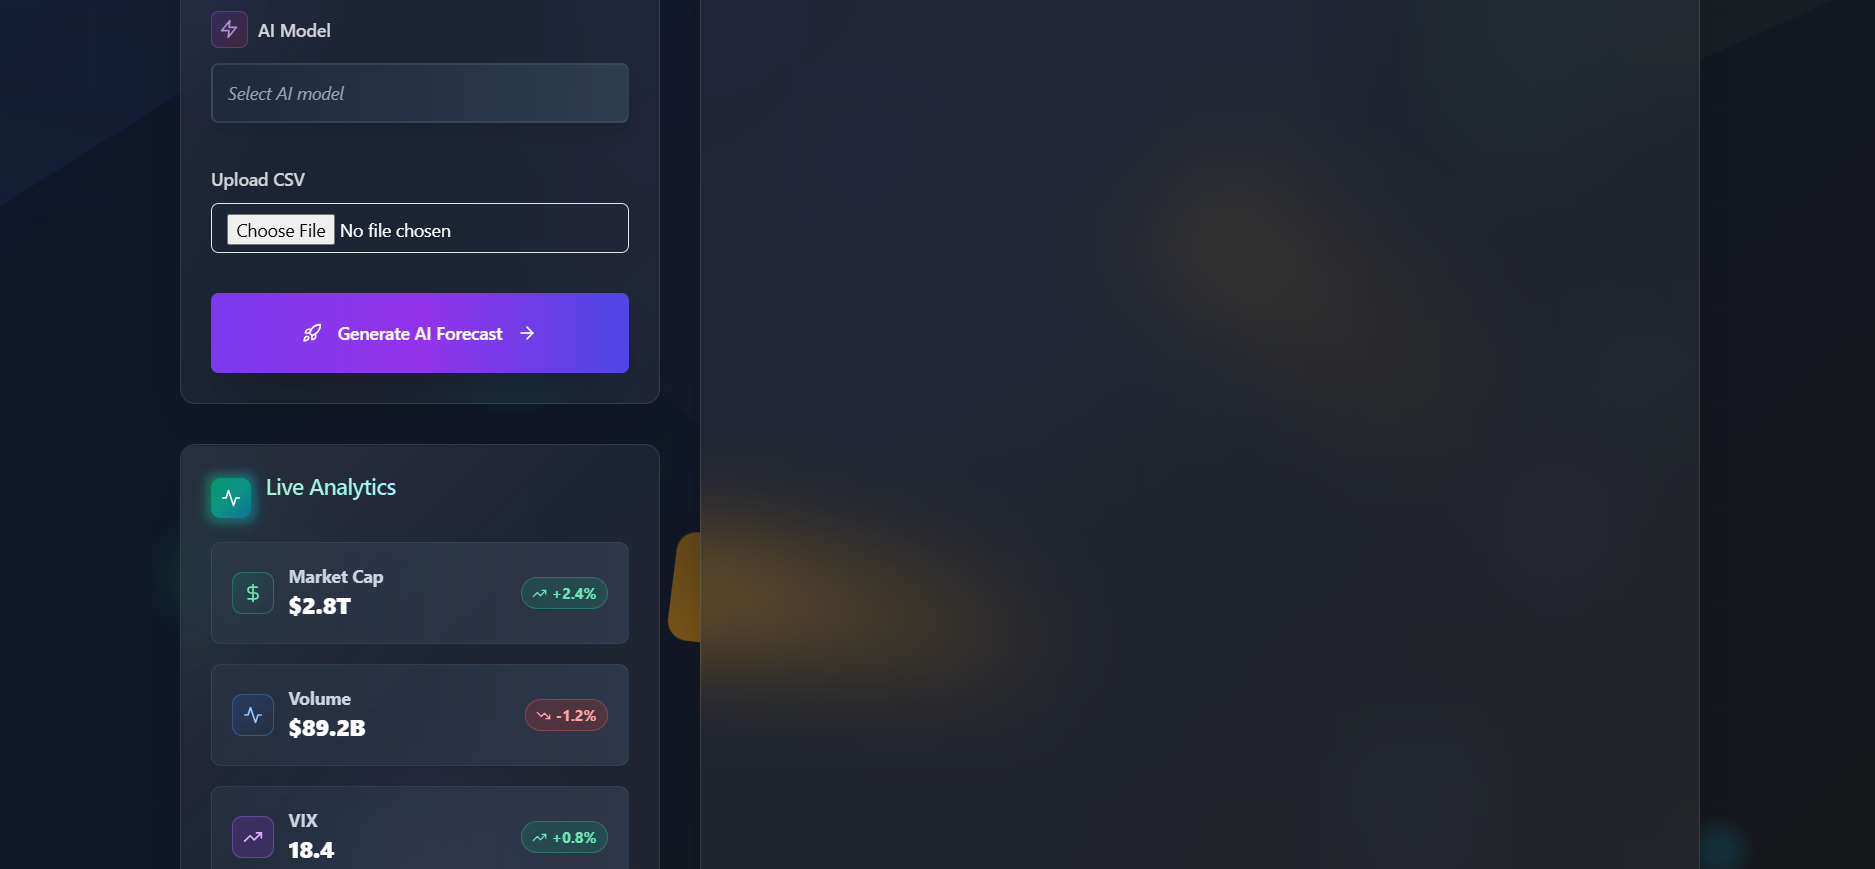 AI Model
Select AI model
Upload CSV
Choose File No file chosen
Generate AI Forecast
Live Analytics
Market Cap
$2.8T
+2.4%
Volume
$89.2B
-1.2%
VIX
18.4
+0.8%